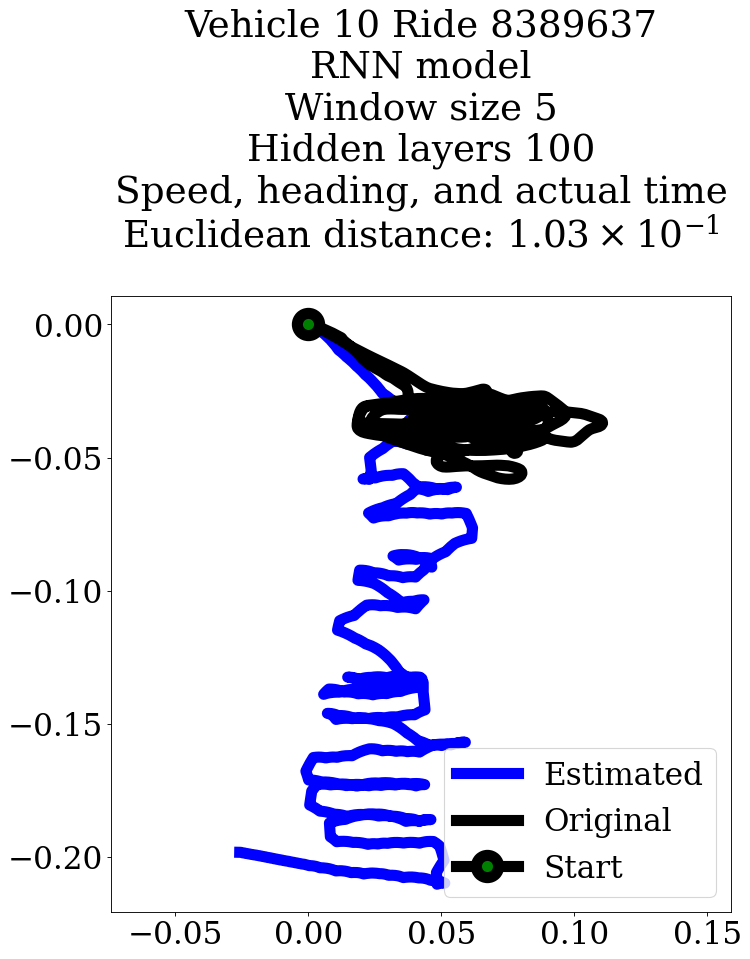 Vehicle 10 Ride 8389637
RNN model
Window size 5
Hidden layers 100
Speed, heading, and actual time
Euclidean distance: 1.03 × 10⁻¹
0.00
−0.05
−0.10
−0.15
−0.20
Estimated
Original
Start
−0.05 0.00 0.05 0.10 0.15